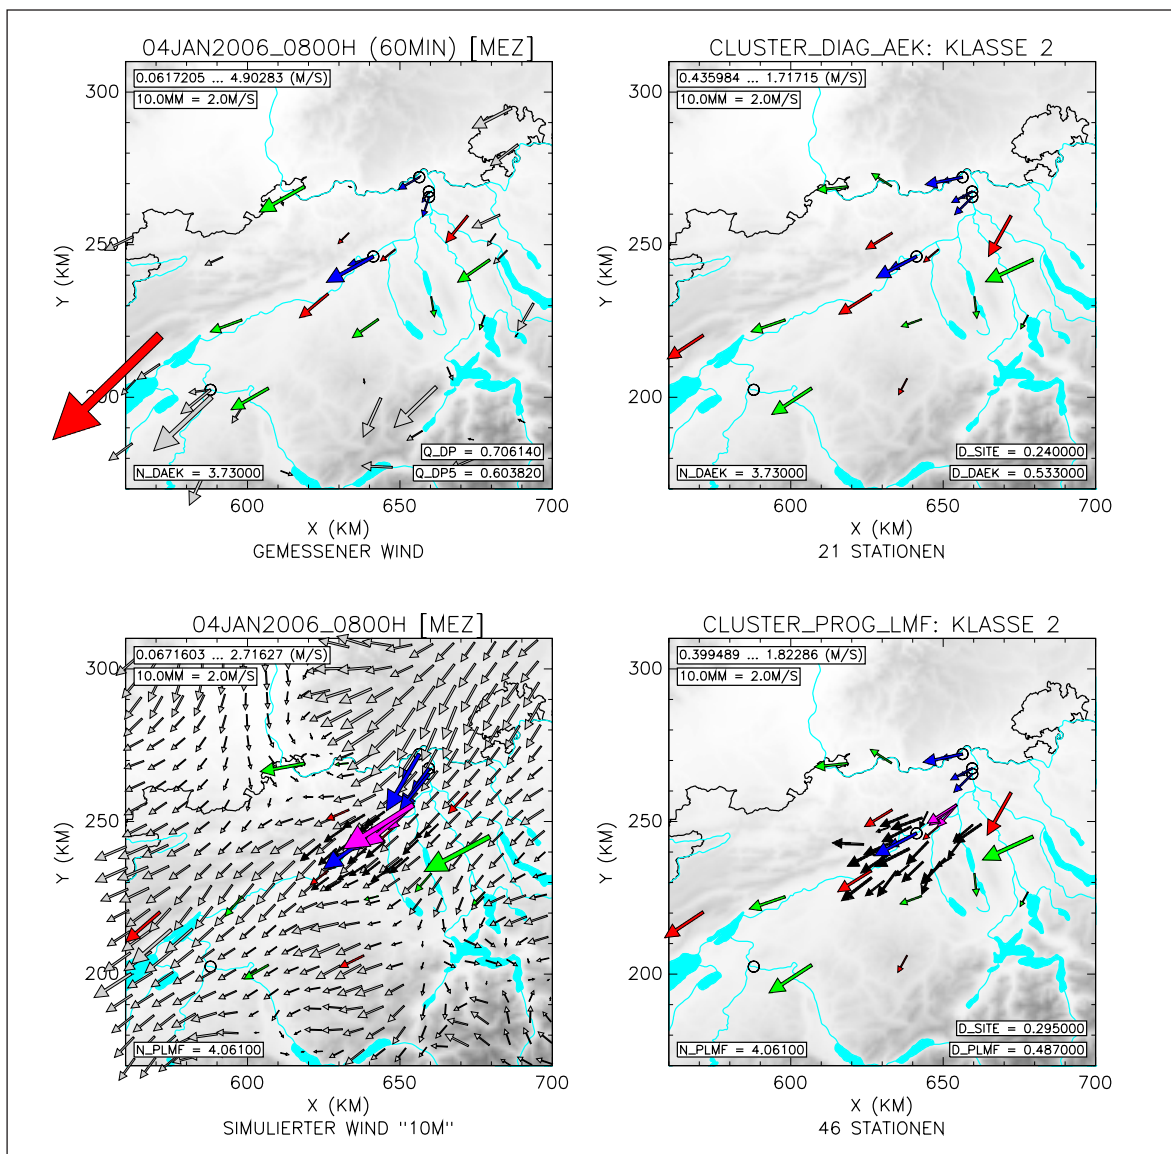 04JAN2006_0800H (60MIN) [MEZ]
0.0617205 ... 4.90283 (M/S)
10.0MM = 2.0M/S
300
250
200
Y (KM)
Q_DP = 0.706140
N_DAEK = 3.73000
Q_DP5 = 0.603820
600
650
700
X (KM)
GEMESSENER WIND
CLUSTER_DIAG_AEK: KLASSE 2
0.435984 ... 1.71715 (M/S)
10.0MM = 2.0M/S
300
250
200
Y (KM)
D_SITE = 0.240000
N_DAEK = 3.73000
D_DAEK = 0.533000
600
650
700
X (KM)
21 STATIONEN
04JAN2006_0800H [MEZ]
0.0671603 ... 2.71627 (M/S)
10.0MM = 2.0M/S
300
250
200
Y (KM)
N_PLMF = 4.06100
600
650
700
X (KM)
SIMULIERTER WIND "10M"
CLUSTER_PROG_LMF: KLASSE 2
0.399489 ... 1.82286 (M/S)
10.0MM = 2.0M/S
300
250
200
Y (KM)
D_SITE = 0.295000
N_PLMF = 4.06100
D_PLMF = 0.487000
600
650
700
X (KM)
46 STATIONEN